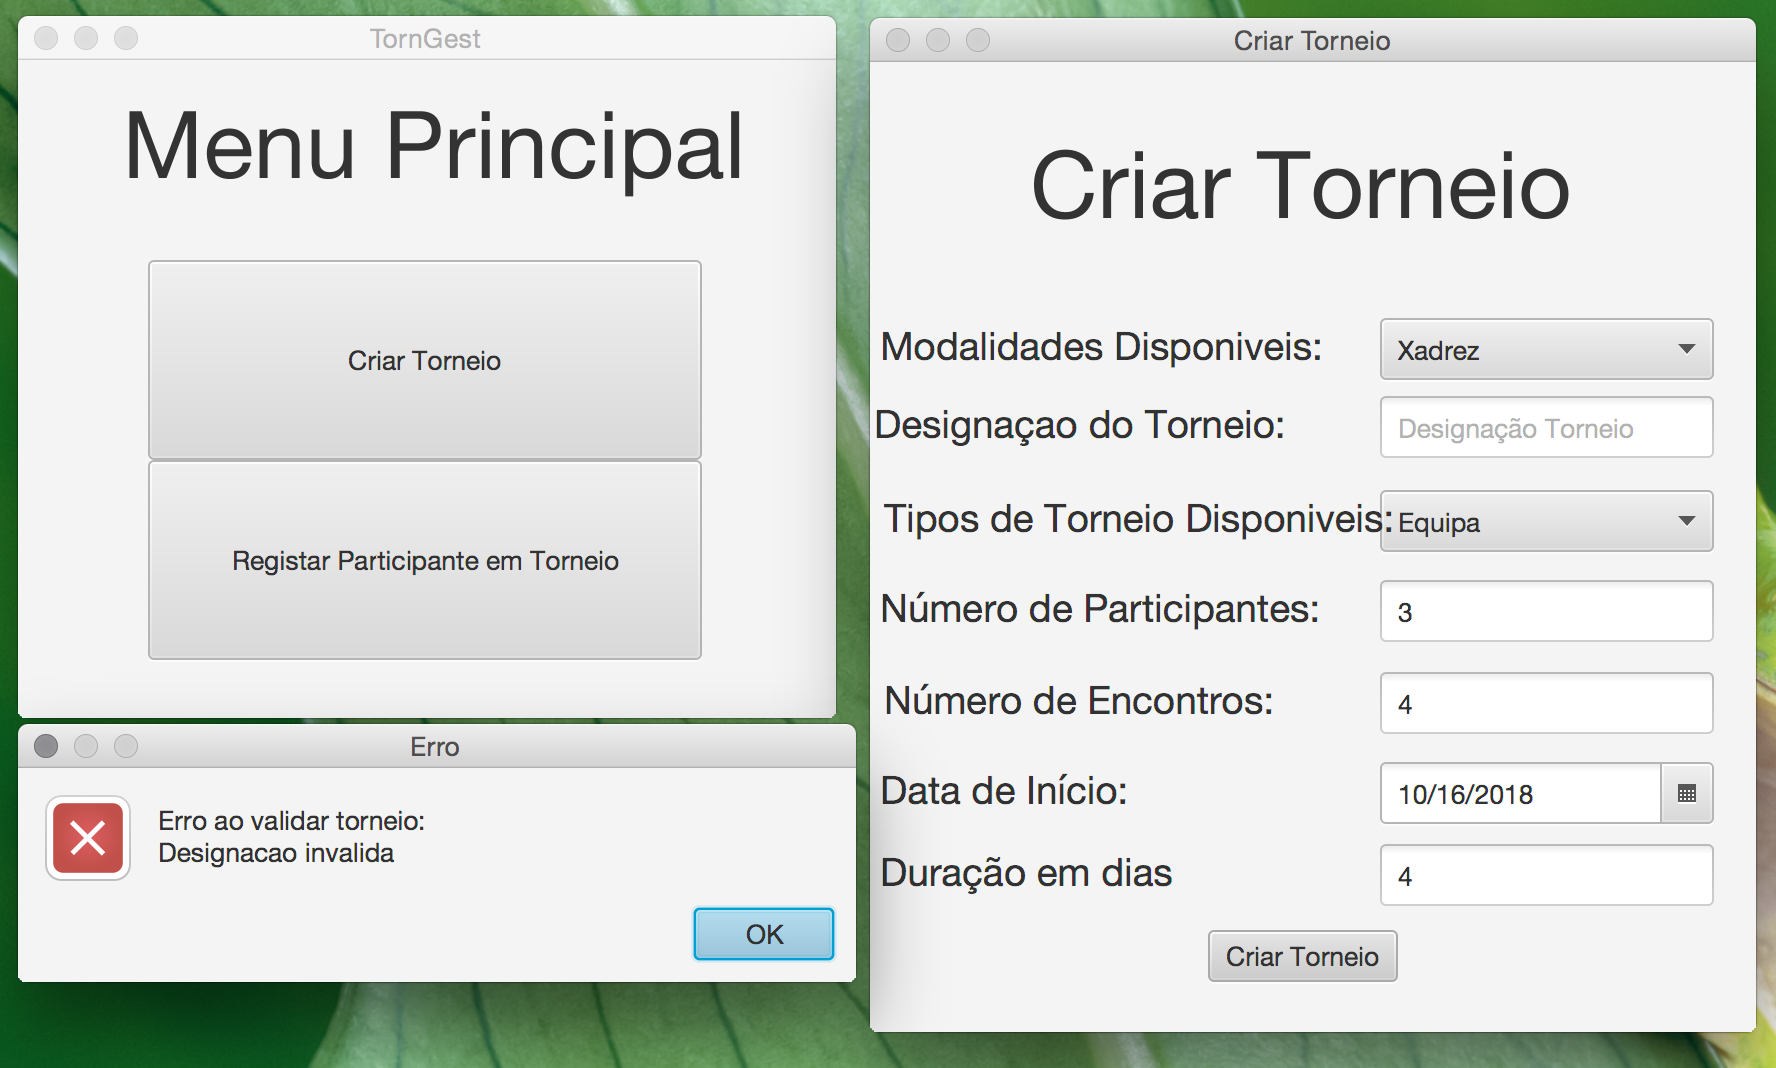 TornGest
Menu Principal
Criar Torneio
Registar Participante em Torneio
Erro
Erro ao validar torneio:
Designacao invalida
OK
Criar Torneio
Criar Torneio
Modalidades Disponiveis: Xadrez
Designaçao do Torneio: Designação Torneio
Tipos de Torneio Disponiveis: Equipa
Número de Participantes: 3
Número de Encontros: 4
Data de Início: 10/16/2018
Duração em dias 4
Criar Torneio